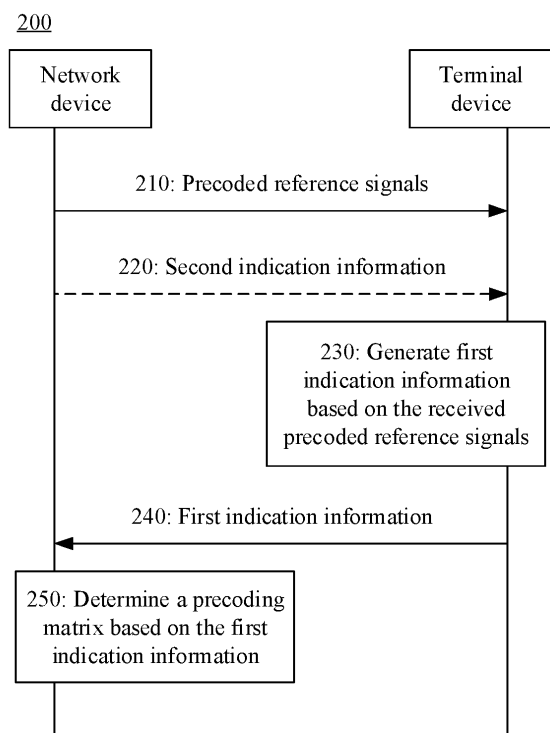 200
Network
device
Terminal
device
210: Precoded reference signals
220: Second indication information
230: Generate first
indication information
based on the received
precoded reference signals
240: First indication information
250: Determine a precoding
matrix based on the first
indication information